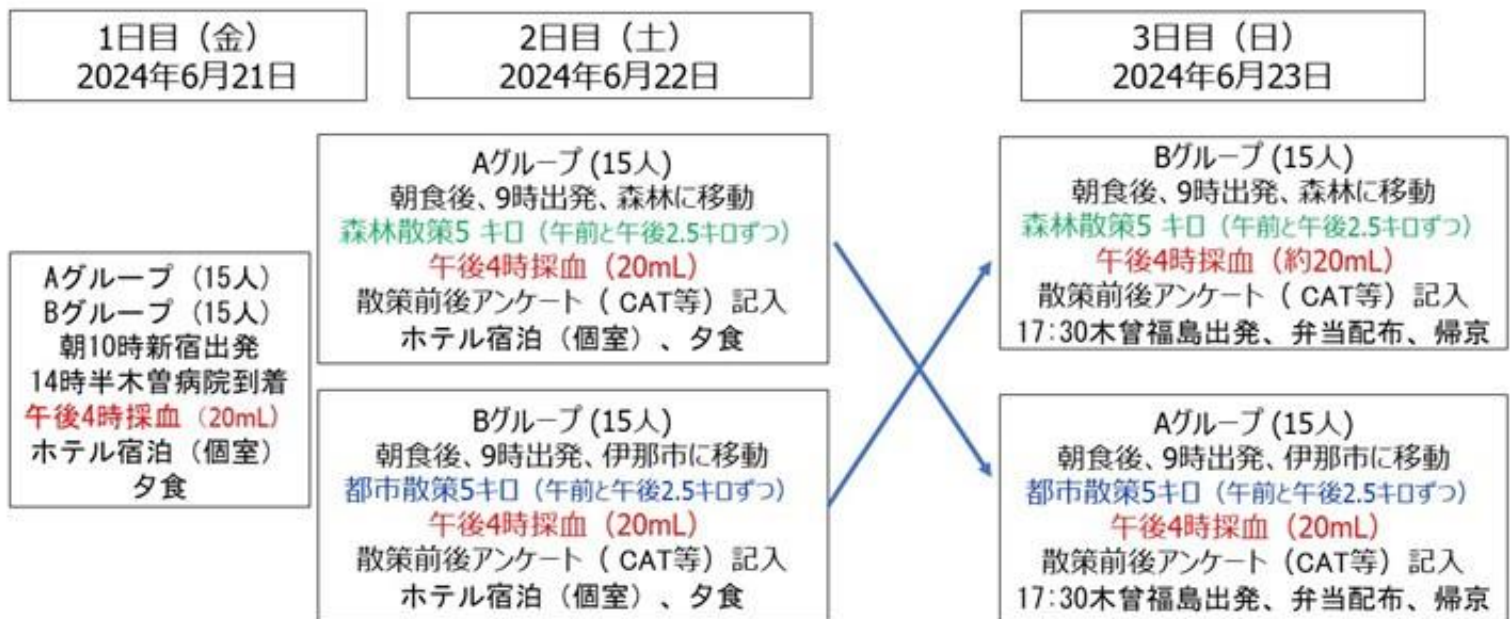 1日目（金）
2024年6月21日
2日目（土）
2024年6月22日
3日目（日）
2024年6月23日
Aグループ（15人）
Bグループ（15人）
朝10時新宿出発
14時半木曽病院到着
午後4時採血（20mL）
ホテル宿泊（個室）
夕食
Aグループ (15人)
朝食後、9時出発、森林に移動
森林散策5 キロ（午前と午後2.5キロずつ）
午後4時採血（20mL）
散策前後アンケート（ CAT等）記入
ホテル宿泊（個室）、夕食
Bグループ (15人)
朝食後、9時出発、伊那市に移動
都市散策5キロ（午前と午後2.5キロずつ）
午後4時採血（20mL）
散策前後アンケート（ CAT等）記入
ホテル宿泊（個室）、夕食
Bグループ (15人)
朝食後、9時出発、森林に移動
森林散策5 キロ（午前と午後2.5キロずつ）
午後4時採血（約20mL）
散策前後アンケート（ CAT等）記入
17:30木曾福島出発、弁当配布、帰京
Aグループ (15人)
朝食後、9時出発、伊那市に移動
都市散策5キロ（午前と午後2.5キロずつ）
午後4時採血（20mL）
散策前後アンケート（CAT等）記入
17:30木曾福島出発、弁当配布、帰京